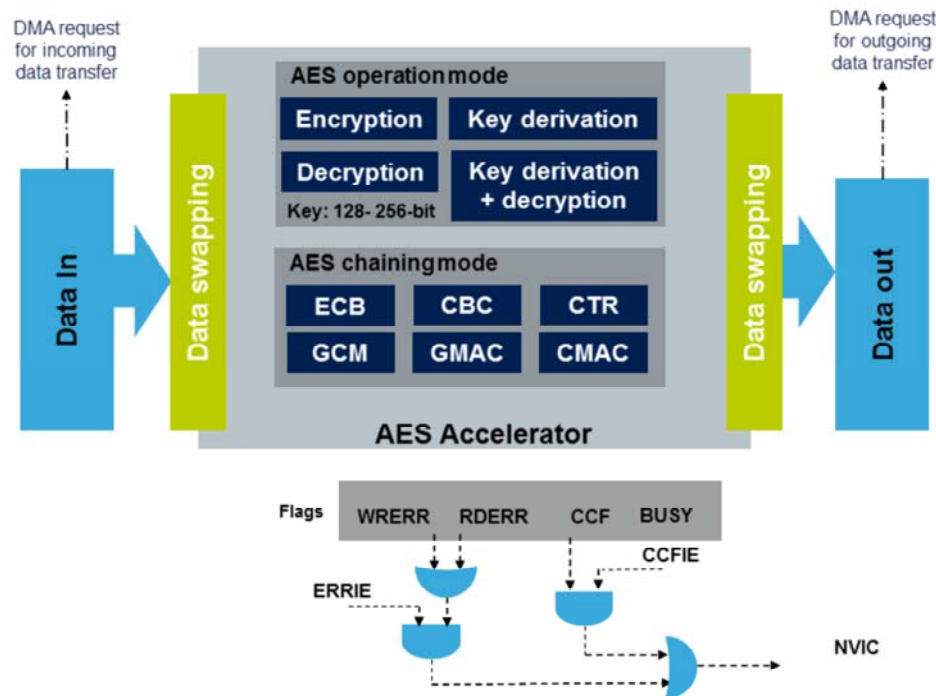 DMA request
for incoming
data transfer
DMA request
for outgoing
data transfer
AES operation mode
Encryption
Key derivation
Decryption
Key derivation
+ decryption
Key: 128- 256-bit
Data In
Data swapping
AES chaining mode
ECB
CBC
CTR
GCM
GMAC
CMAC
Data swapping
Data out
AES Accelerator
Flags
WRERR
RDERR
CCF
BUSY
CCFIE
ERRIE
NVIC